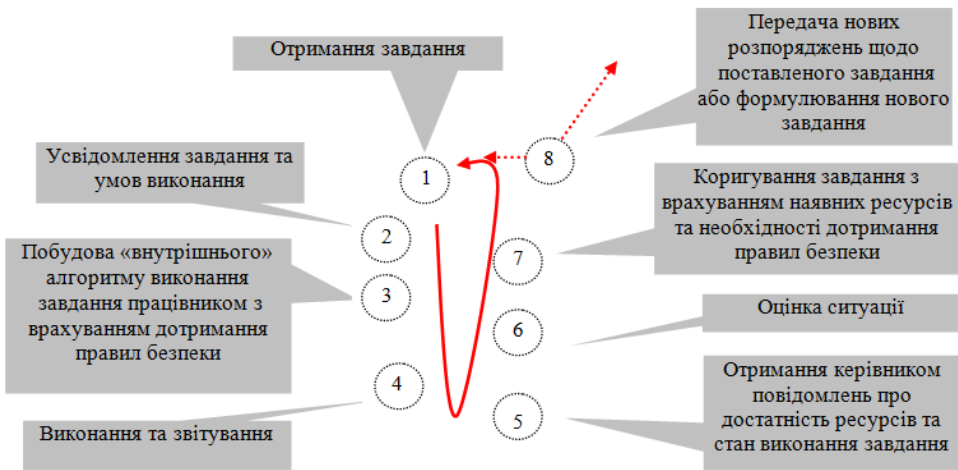 Отримання завдання
1
Усвідомлення завдання та
умов виконання
2
Побудова «внутрішнього»
алгоритму виконання
завдання працівником з
врахуванням дотримання
правил безпеки
3
Виконання та звітування
4
Отримання керівником
повідомлень про
достатність ресурсів та
стан виконання завдання
5
Оцінка ситуації
6
Коригування завдання з
врахуванням наявних ресурсів
та необхідності дотримання
правил безпеки
7
Передача нових
розпоряджень щодо
поставленого завдання
або формулювання нового
завдання
8